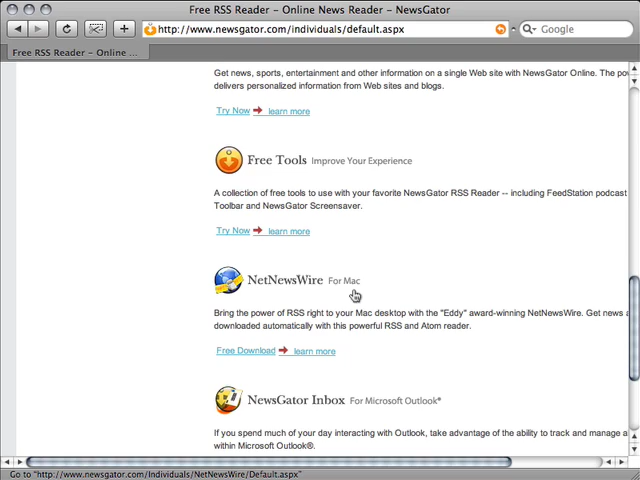 Free RSS Reader - Online News Reader - NewsGator
http://www.newsgator.com/individuals/default.aspx
Google
Free RSS Reader - Online ...
Get news, sports, entertainment and other information on a single Web site with NewsGator Online. The pow
delivers personalized information from Web sites and blogs.
Try Now learn more
Free Tools Improve Your Experience
A collection of free tools to use with your favorite NewsGator RSS Reader -- including FeedStation podcast
Toolbar and NewsGator Screensaver.
Try Now learn more
NetNewsWire For Mac
Bring the power of RSS right to your Mac desktop with the "Eddy" award-winning NetNewsWire. Get news a
downloaded automatically with this powerful RSS and Atom reader.
Free Download learn more
NewsGator Inbox For Microsoft Outlook®
If you spend much of your day interacting with Outlook, take advantage of the ability to track and manage a
within Microsoft Outlook®.
Go to "http://www.newsgator.com/Individuals/NetNewsWire/Default.aspx"